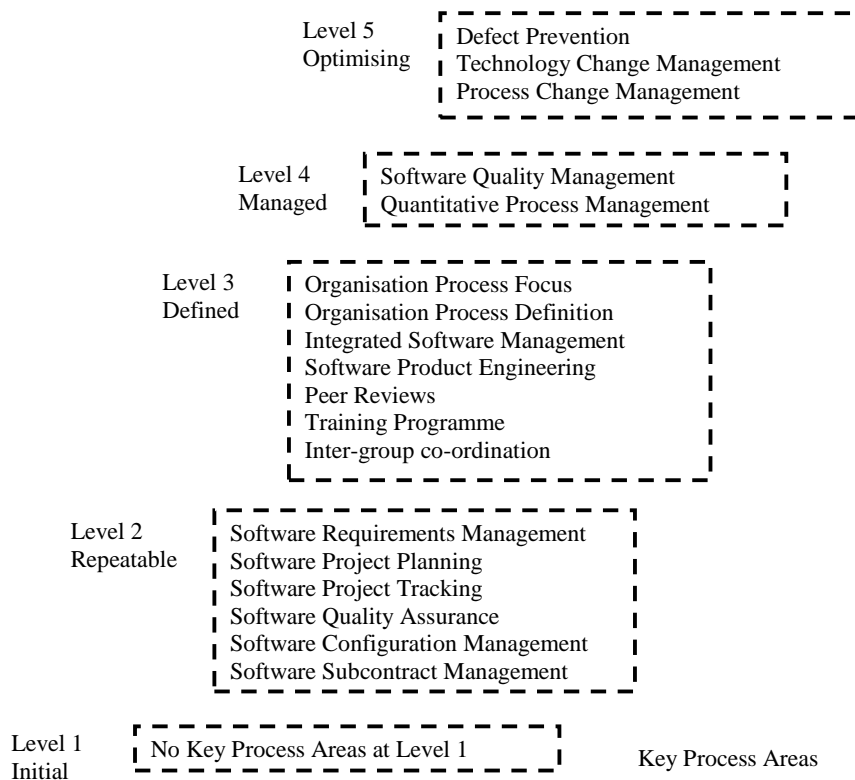 Level 5
Optimising
Defect Prevention
Technology Change Management
Process Change Management
Level 4
Managed
Software Quality Management
Quantitative Process Management
Level 3
Defined
Organisation Process Focus
Organisation Process Definition
Integrated Software Management
Software Product Engineering
Peer Reviews
Training Programme
Inter-group co-ordination
Level 2
Repeatable
Software Requirements Management
Software Project Planning
Software Project Tracking
Software Quality Assurance
Software Configuration Management
Software Subcontract Management
Level 1
Initial
No Key Process Areas at Level 1
Key Process Areas